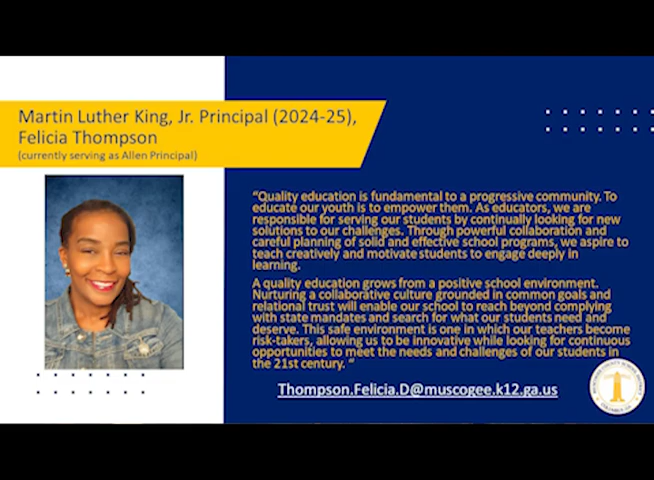 Martin Luther King, Jr. Principal (2024-25),
Felicia Thompson
(currently serving as Allen Principal)
“Quality education is fundamental to a progressive community. To
educate our youth is to empower them. As educators, we are
responsible for serving our students by continually looking for new
solutions to our challenges. Through powerful collaboration and
careful planning of solid and effective school programs, we aspire to
teach creatively and motivate students to engage deeply in
learning.
A quality education grows from a positive school environment.
Nurturing a collaborative culture grounded in common goals and
relational trust will enable our school to reach beyond complying
with state mandates and search for what our students need and
deserve. This safe environment is one in which our teachers become
risk-takers, allowing us to be innovative while looking for continuous
opportunities to meet the needs and challenges of our students in
the 21st century. “
Thompson.Felicia.D@muscogee.k12.ga.us